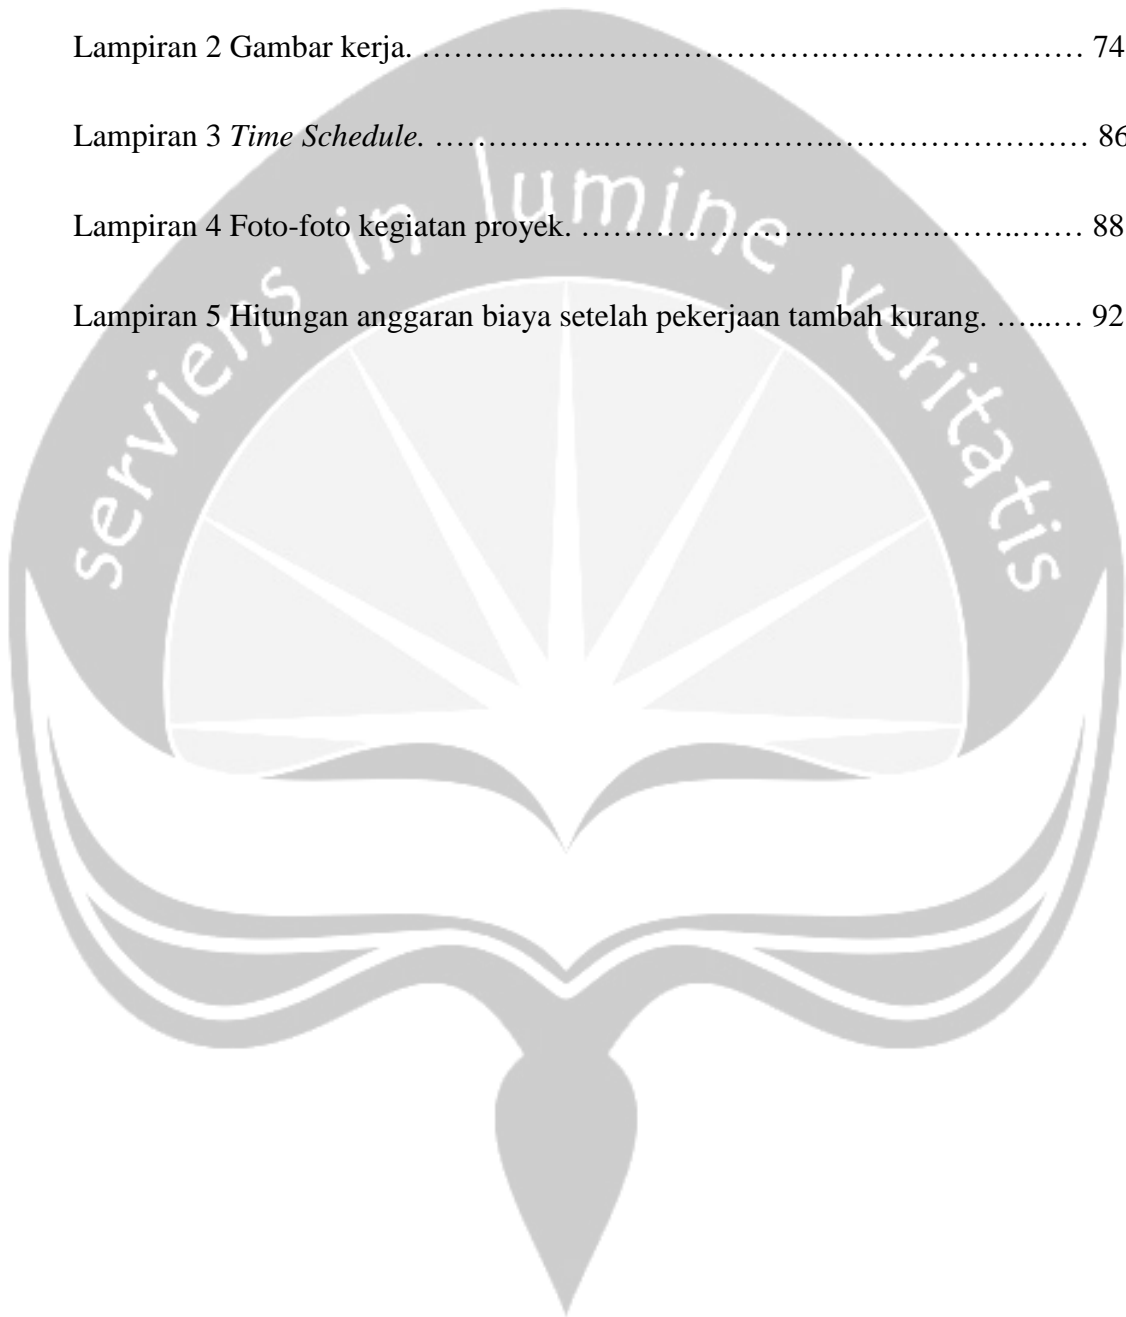 Lampiran 2 Gambar kerja. …………..…………………….…………………… 74
Lampiran 3 Time Schedule. …………….…………………..…………………… 86
Lampiran 4 Foto-foto kegiatan proyek. …………………………….……..…… 88
Lampiran 5 Hitungan anggaran biaya setelah pekerjaan tambah kurang. …...… 92
serviens in lumine veritatis